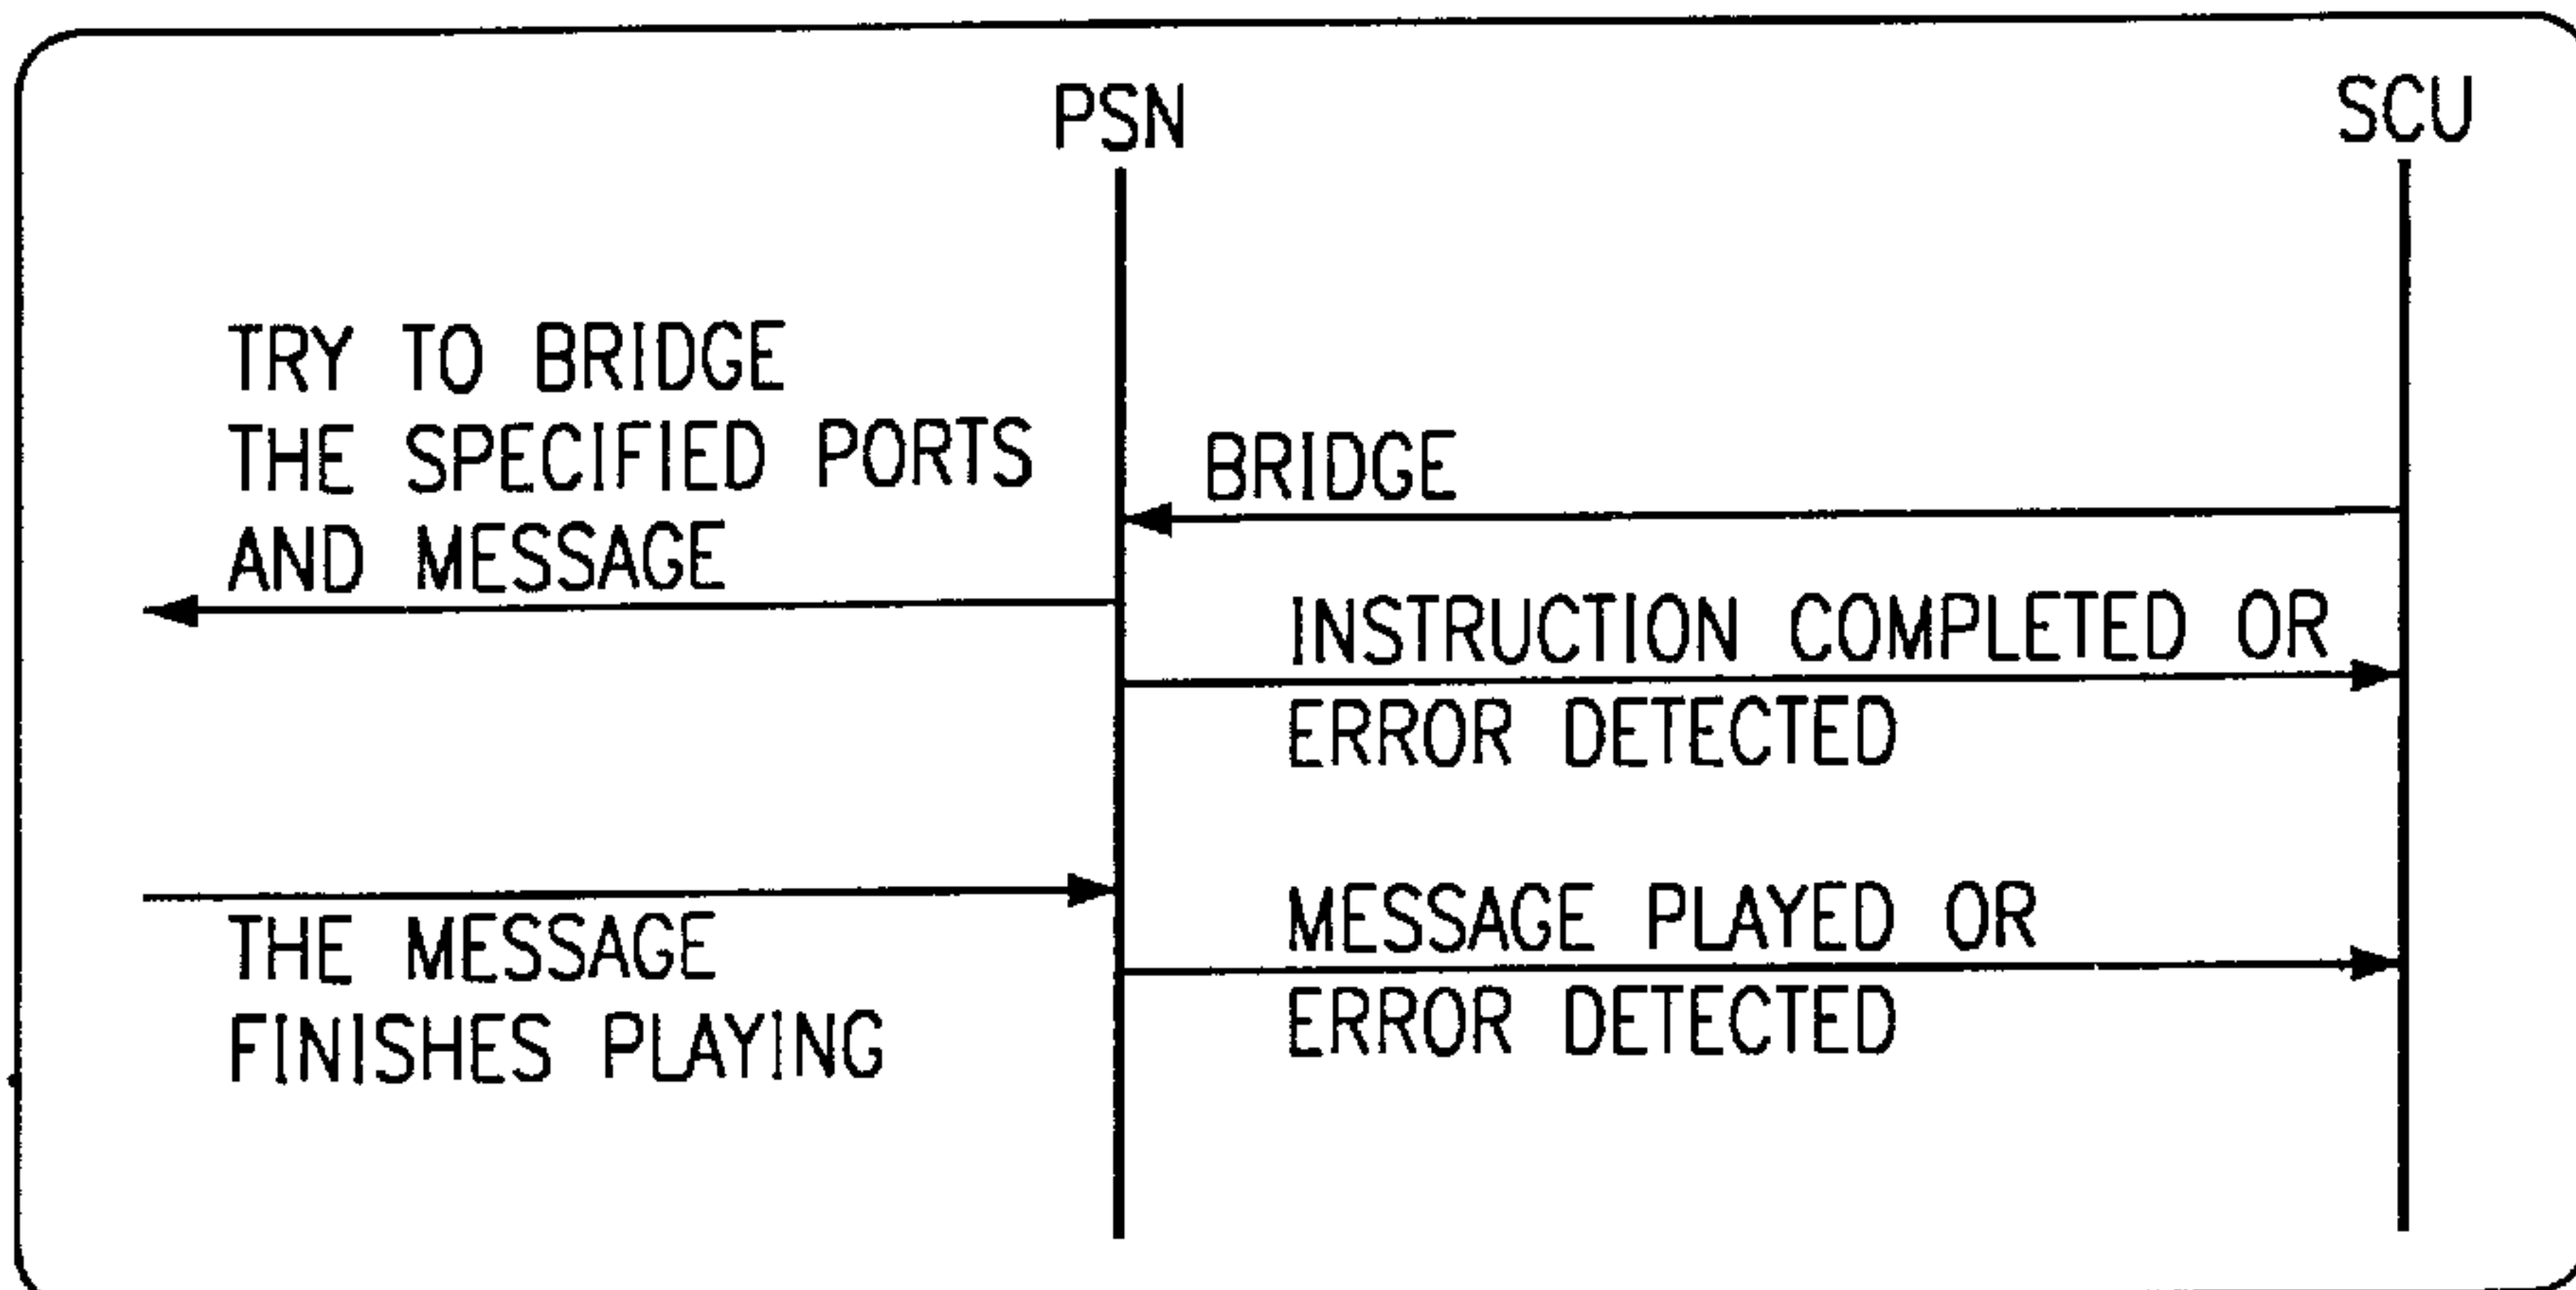 PSN
SCU
TRY TO BRIDGE
THE SPECIFIED PORTS
AND MESSAGE
BRIDGE
INSTRUCTION COMPLETED OR
ERROR DETECTED
THE MESSAGE
FINISHES PLAYING
MESSAGE PLAYED OR
ERROR DETECTED